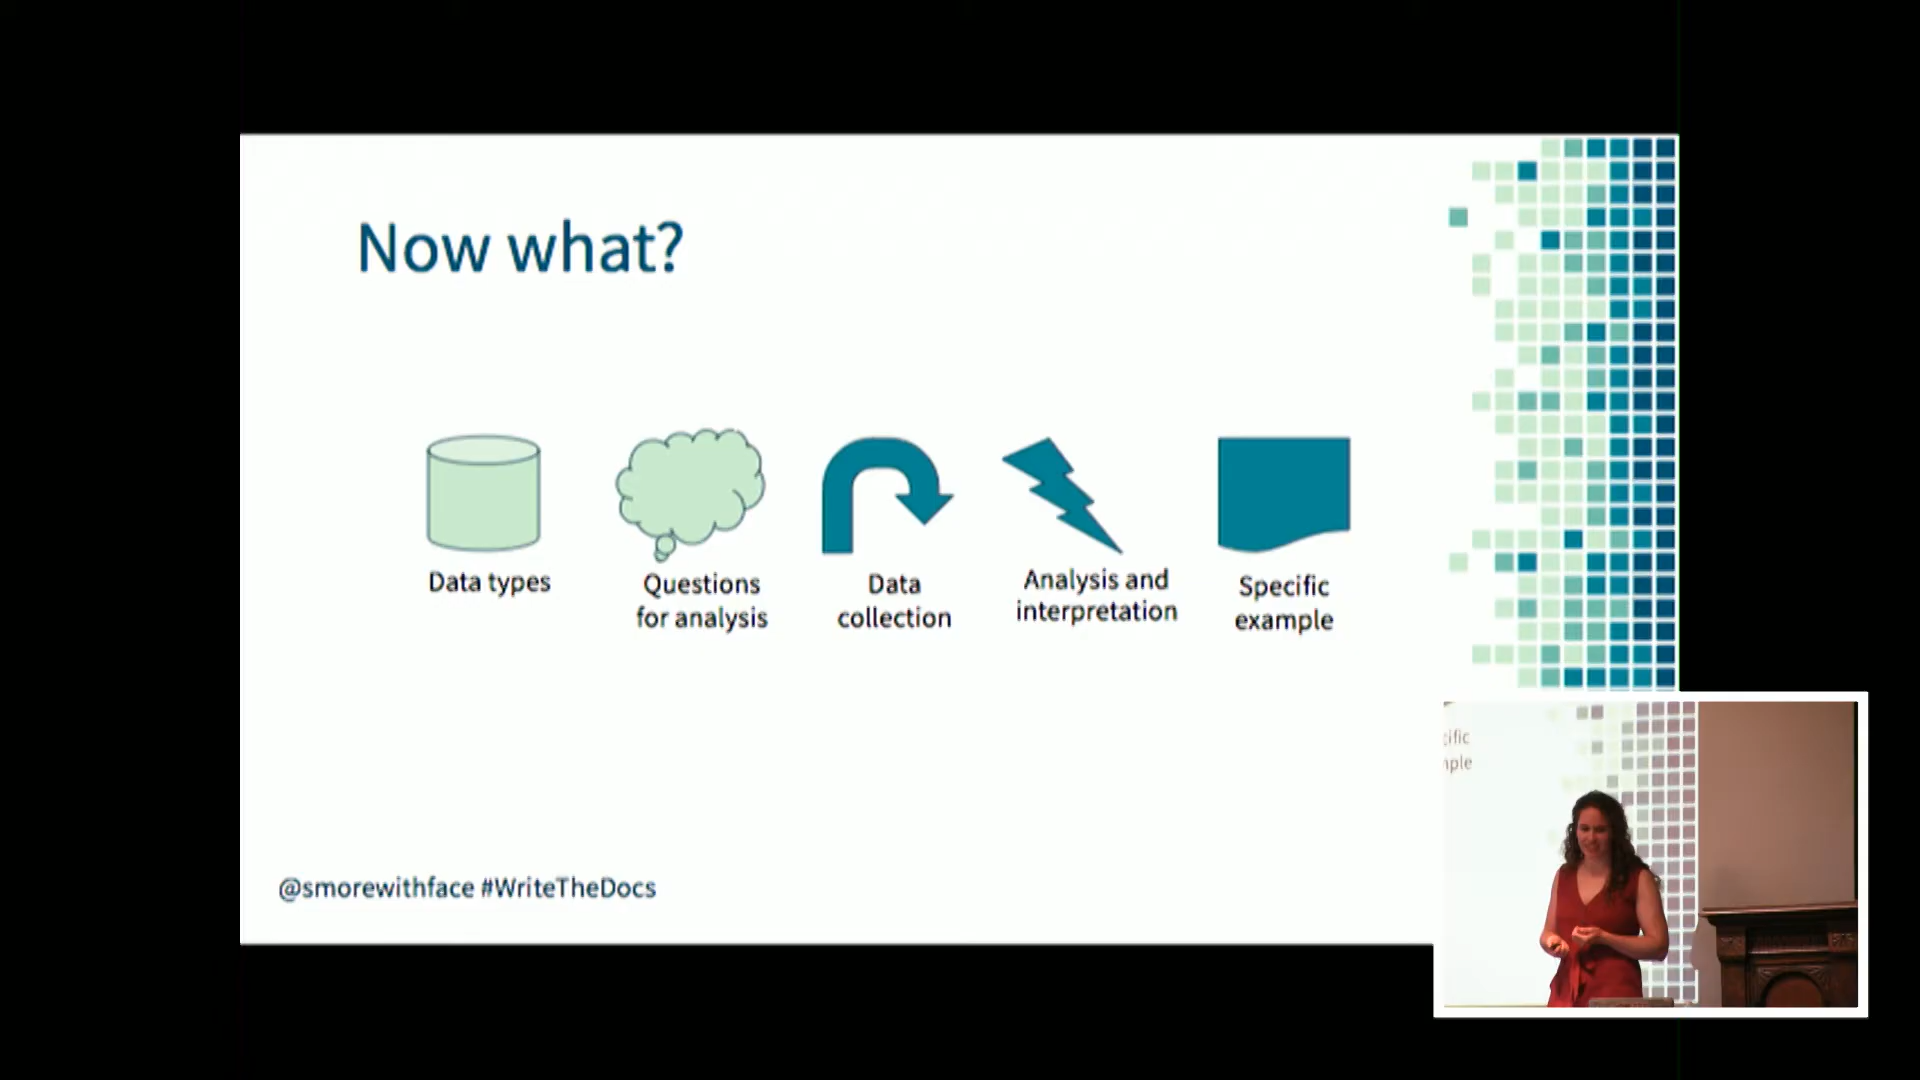 Now what?
Data types
Questions
for analysis
Data
collection
Analysis and
interpretation
Specific
example
@smorewithface #WriteTheDocs